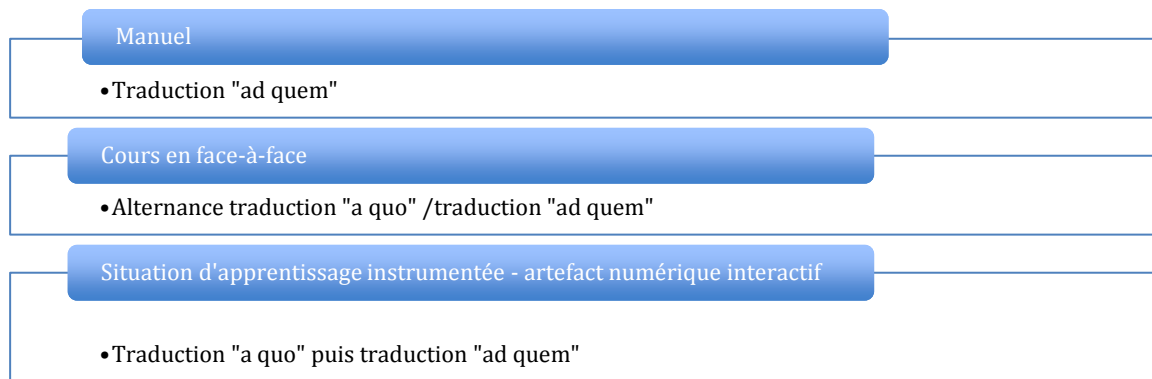 Manuel
•Traduction "ad quem"
Cours en face-à-face
•Alternance traduction "a quo" /traduction "ad quem"
Situation d'apprentissage instrumentée - artefact numérique interactif
•Traduction "a quo" puis traduction "ad quem"